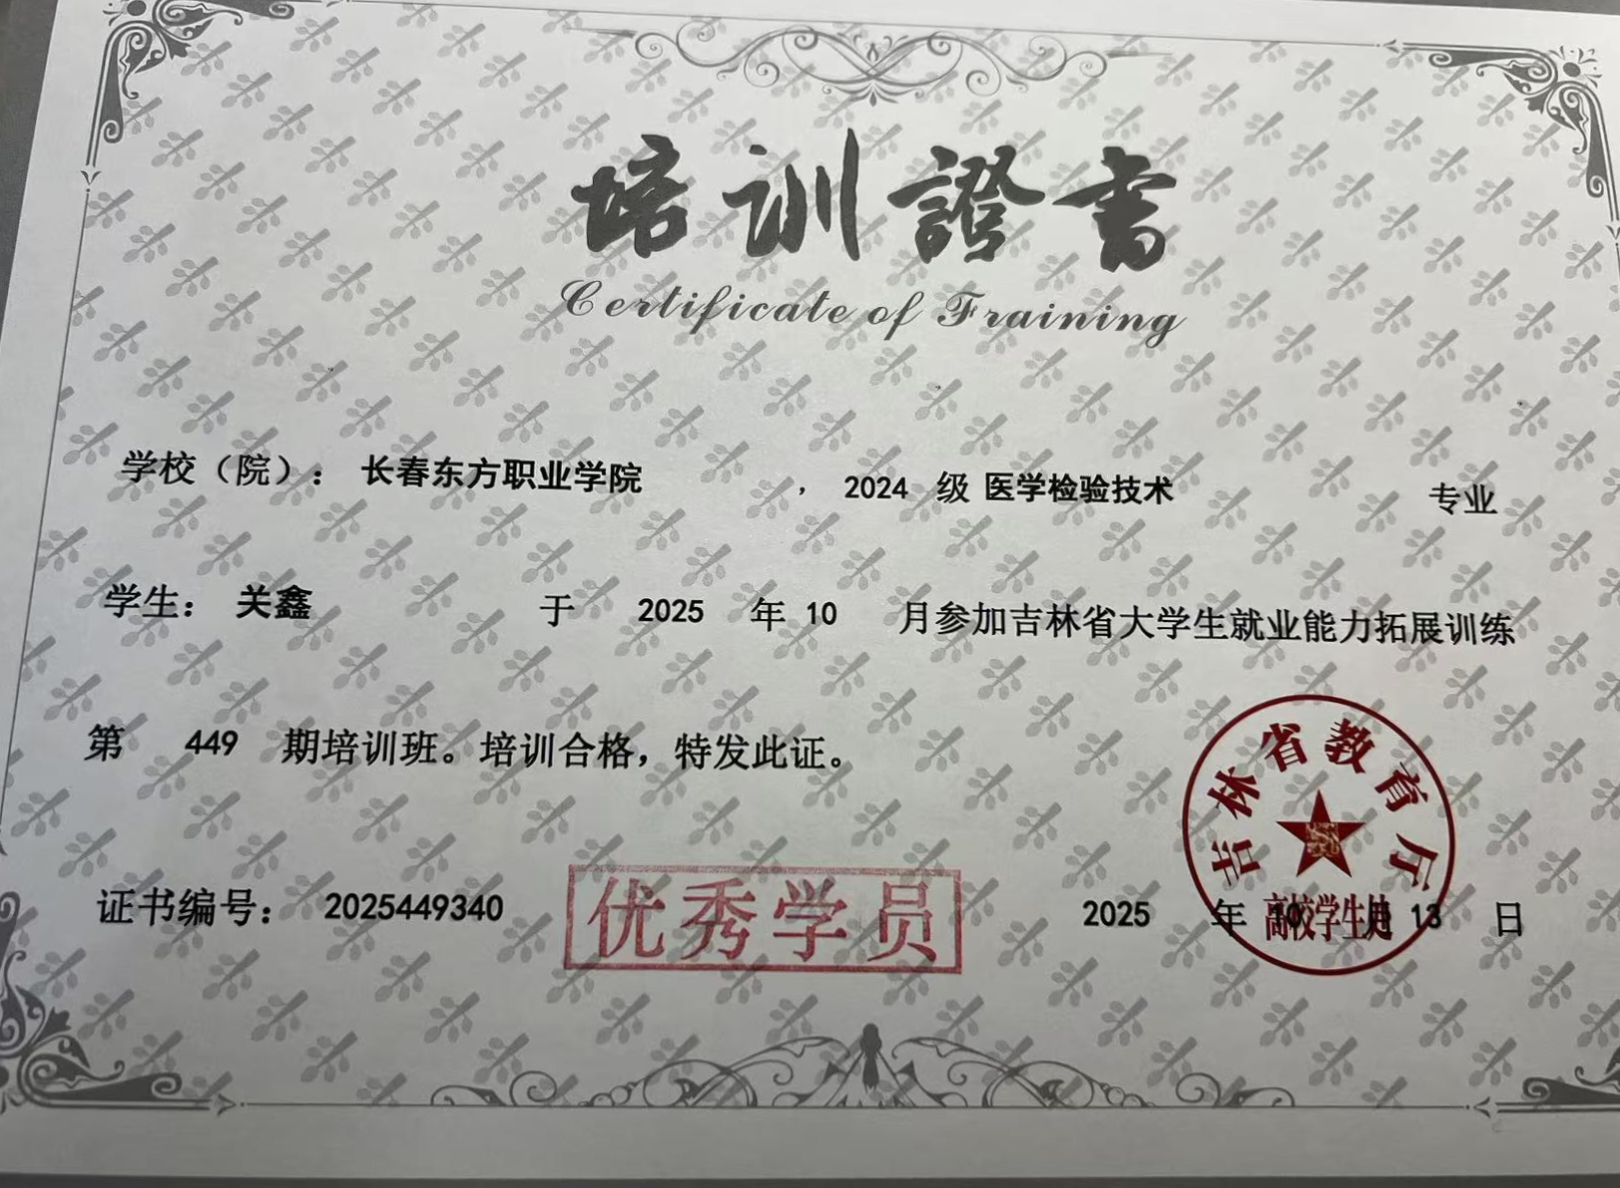 培训證書
Certificate of Training
学校（院）： 长春东方职业学院 ， 2024 级 医学检验技术 专业
学生： 关鑫 于 2025 年 10 月参加吉林省大学生就业能力拓展训练
第 449 期培训班。培训合格，特发此证。
吉林省教育厅
高校学生处
证书编号： 2025449340
优秀学员
2025 年 10 月 13 日